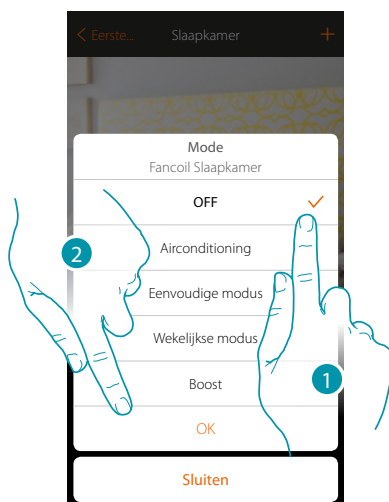 < Eerste... Slaapkamer +
Mode
Fancoil Slaapkamer
OFF
Airconditioning
2
Eenvoudige modus
Wekelijkse modus
Boost
1
OK
Sluiten